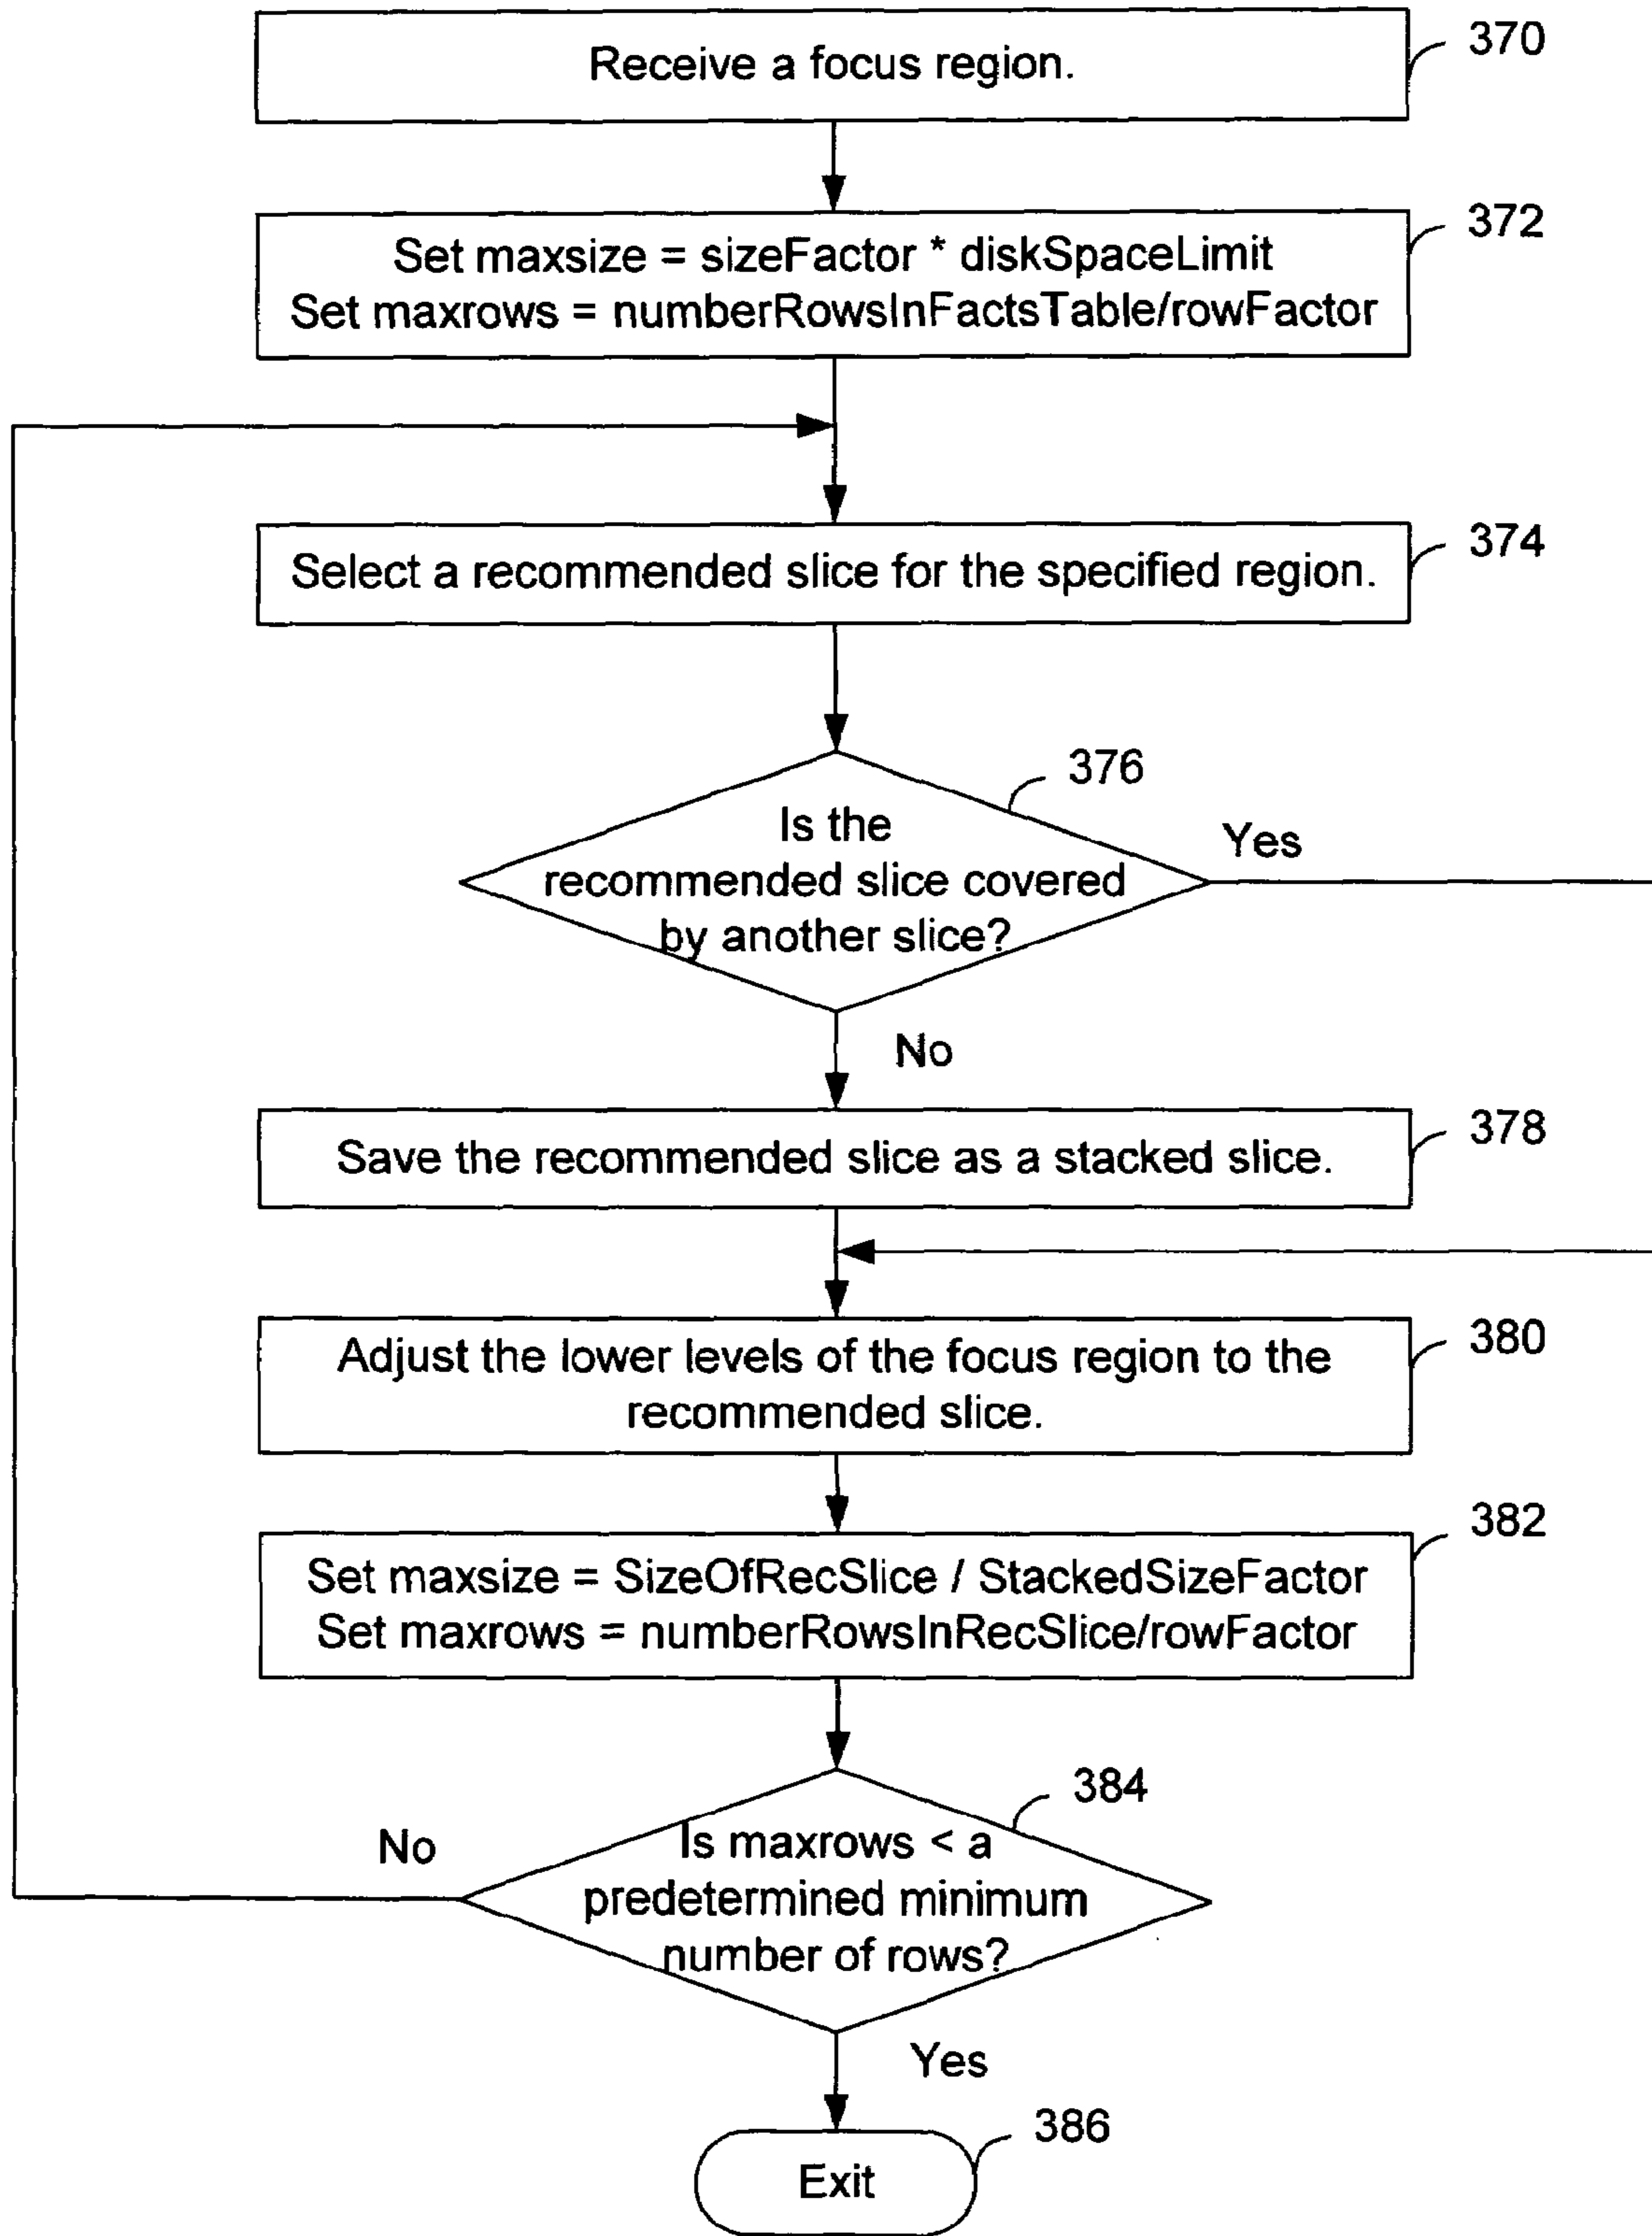 Receive a focus region.
370
Set maxsize = sizeFactor * diskSpaceLimit
Set maxrows = numberRowsInFactsTable/rowFactor
372
Select a recommended slice for the specified region.
374
376
Is the
recommended slice covered
by another slice?
Yes
No
Save the recommended slice as a stacked slice.
378
Adjust the lower levels of the focus region to the
recommended slice.
380
Set maxsize = SizeOfRecSlice / StackedSizeFactor
Set maxrows = numberRowsInRecSlice/rowFactor
382
384
Is maxrows < a
predetermined minimum
number of rows?
No
Yes
Exit
386